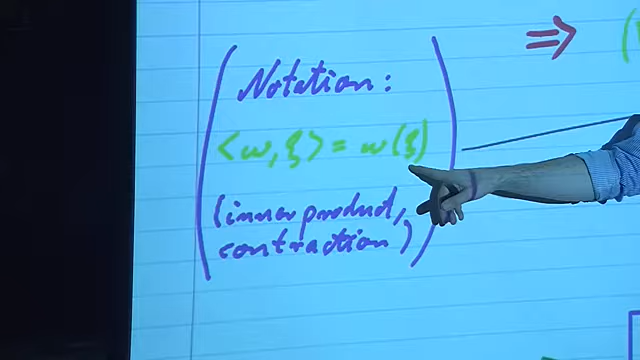 Notation:
<ω, ξ> = ω(ξ)
(inner product,
contraction)
⇒